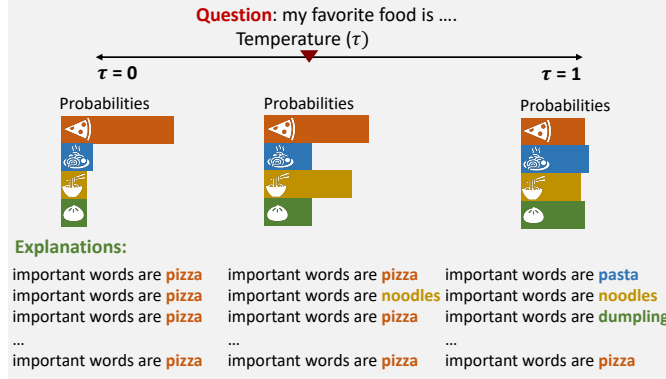 Question: my favorite food is ....
Temperature (τ)
τ = 0
τ = 1
Probabilities
Probabilities
Probabilities
Explanations:
important words are pizza
important words are pizza
important words are pizza
...
important words are pizza
important words are pizza
important words are noodles
important words are pizza
...
important words are pizza
important words are pasta
important words are noodles
important words are dumpling
...
important words are pizza